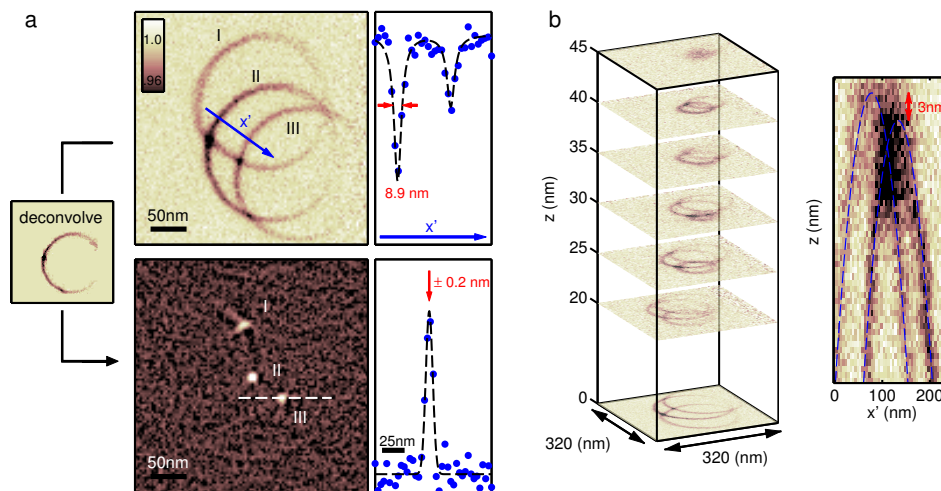 a
1.0
.96
I
II
III
x'
50nm
8.9 nm
x'
deconvolve
I
II
III
50nm
± 0.2 nm
25nm
b
45
40
35
30
25
20
0
z (nm)
320 (nm)
320 (nm)
3nm
z (nm)
0
100
200
x' (nm)